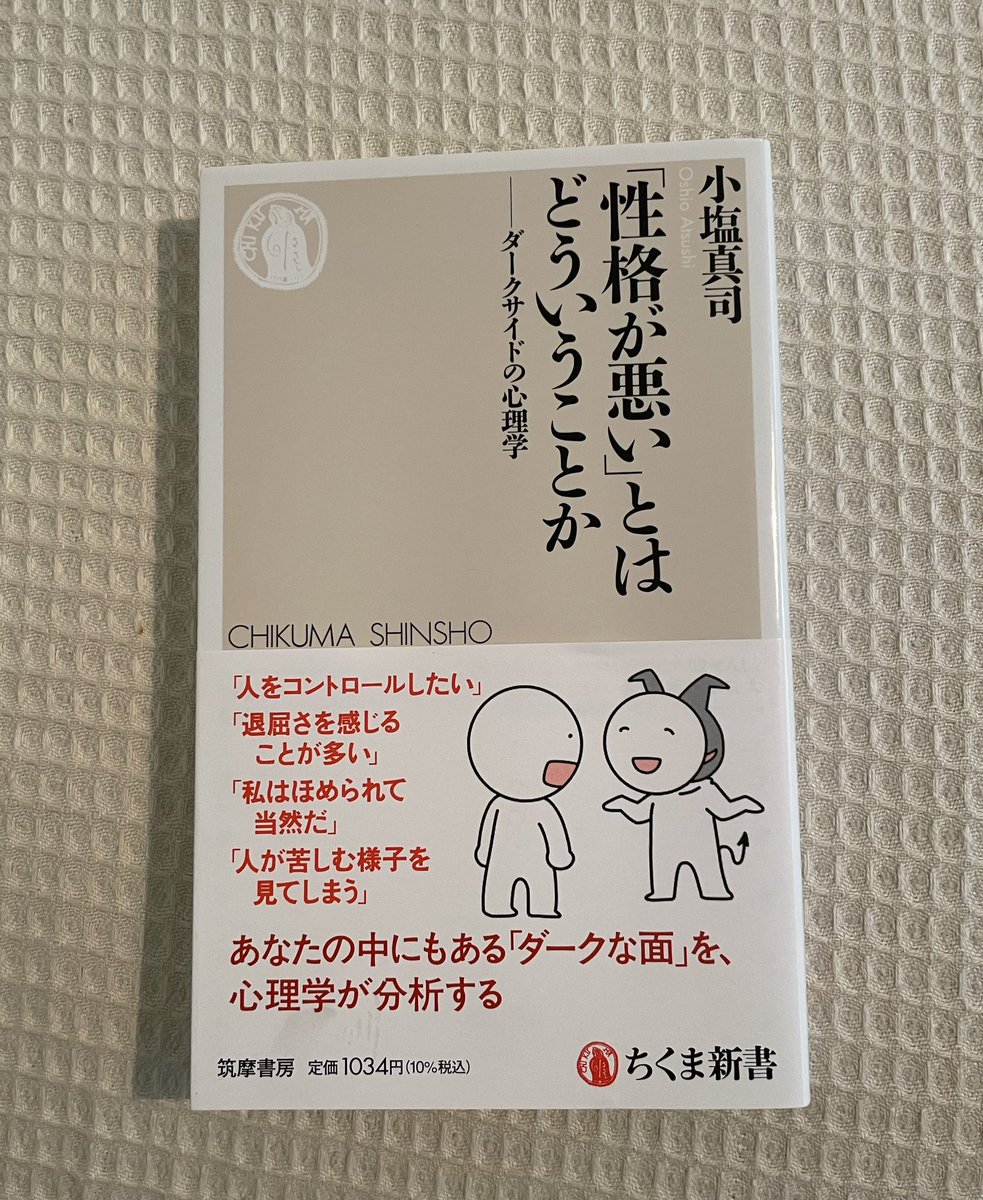 小塩真司
Oshio Atsushi
「性格が悪い」とは
どういうことか
──ダークサイドの心理学
CHIKUMA
CHIKUMA SHINSHO
「人をコントロールしたい」
「退屈さを感じる
ことが多い」
「私はほめられて
当然だ」
「人が苦しむ様子を
見てしまう」
あなたの中にもある「ダークな面」を、
心理学が分析する
筑摩書房 定価1034円(10%税込)
ちくま新書